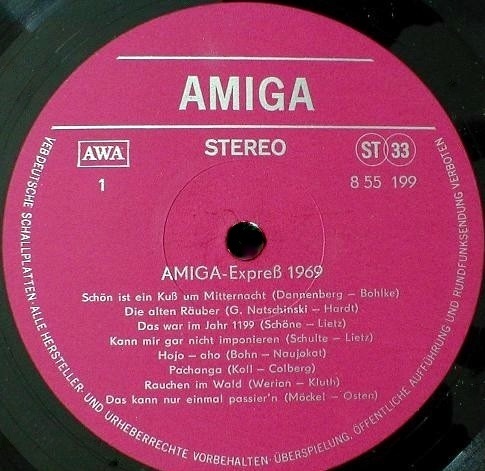 AMIGA
AWA
STEREO
ST 33
1
8 55 199
AMIGA-Expreß 1969
Schön ist ein Kuß um Mitternacht (Dannenberg – Bohlke)
Die alten Räuber (G. Natschinski – Hardt)
Das war im Jahr 1199 (Schöne – Lietz)
Kann mir gar nicht imponieren (Schulte – Lietz)
Hojo – aho (Bohn – Naujokat)
Pachanga (Koll – Colberg)
Rauchen im Wald (Werion – Kluth)
Das kann nur einmal passier'n (Möckel – Osten)
VEB DEUTSCHE SCHALLPLATTEN · ALLE HERSTELLER- UND URHEBERRECHTE VORBEHALTEN · ÜBERSPIELUNG, ÖFFENTLICHE AUFFÜHRUNG UND RUNDFUNKSENDUNG VERBOTEN